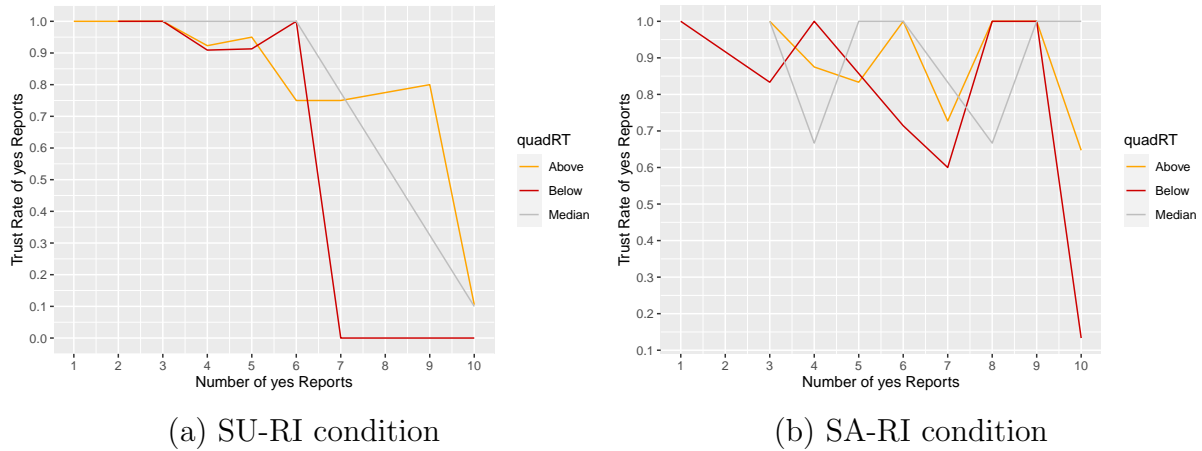 Trust Rate of yes Reports
1.0
0.9
0.8
0.7
0.6
0.5
0.4
0.3
0.2
0.1
0.0
1 2 3 4 5 6 7 8 9 10
Number of yes Reports
quadRT
Above
Below
Median
(a) SU-RI condition
Trust Rate of yes Reports
1.0
0.9
0.8
0.7
0.6
0.5
0.4
0.3
0.2
0.1
1 2 3 4 5 6 7 8 9 10
Number of yes Reports
quadRT
Above
Below
Median
(b) SA-RI condition